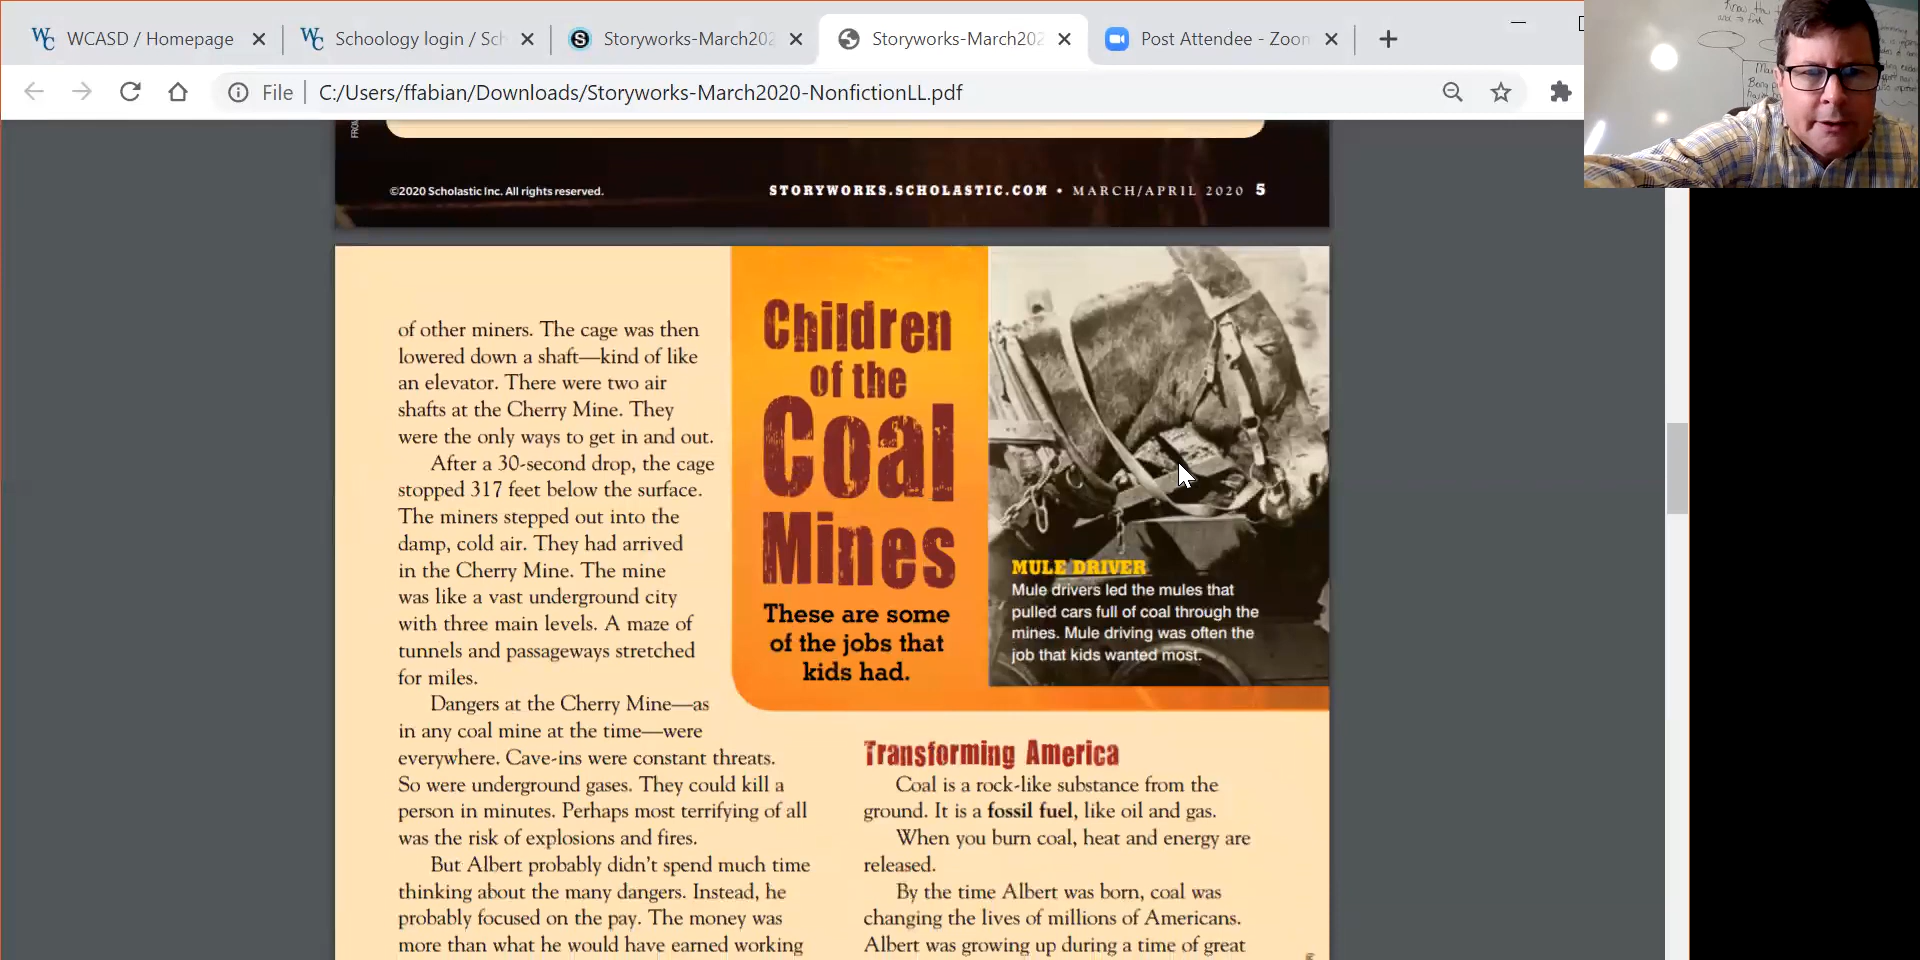 WCASD / Homepage
Schoology login / Sch
Storyworks-March202
Storyworks-March202
Post Attendee - Zoom
File
C:/Users/ffabian/Downloads/Storyworks-March2020-NonfictionLL.pdf
©2020 Scholastic Inc. All rights reserved.
STORYWORKS.SCHOLASTIC.COM • MARCH/APRIL 2020 5
of other miners. The cage was then
lowered down a shaft—kind of like
an elevator. There were two air
shafts at the Cherry Mine. They
were the only ways to get in and out.
After a 30-second drop, the cage
stopped 317 feet below the surface.
The miners stepped out into the
damp, cold air. They had arrived
in the Cherry Mine. The mine
was like a vast underground city
with three main levels. A maze of
tunnels and passageways stretched
for miles.
Dangers at the Cherry Mine—as
in any coal mine at the time—were
everywhere. Cave-ins were constant threats.
So were underground gases. They could kill a
person in minutes. Perhaps most terrifying of all
was the risk of explosions and fires.
But Albert probably didn't spend much time
thinking about the many dangers. Instead, he
probably focused on the pay. The money was
more than what he would have earned working
Children
of the
Coal
Mines
These are some
of the jobs that
kids had.
MULE DRIVER
Mule drivers led the mules that
pulled cars full of coal through the
mines. Mule driving was often the
job that kids wanted most.
Transforming America
Coal is a rock-like substance from the
ground. It is a fossil fuel, like oil and gas.
When you burn coal, heat and energy are
released.
By the time Albert was born, coal was
changing the lives of millions of Americans.
Albert was growing up during a time of great